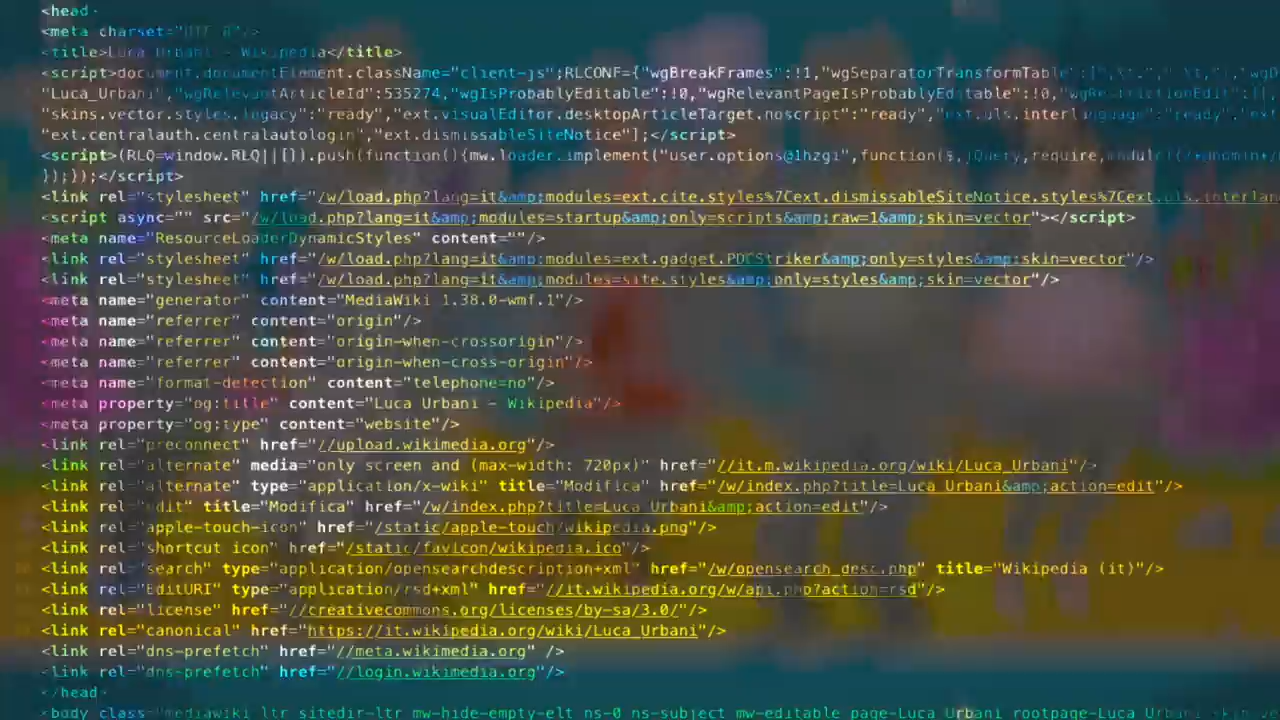 <head
<meta charset="UTF-8"/>
<title>Luca Urbani - Wikipedia</title>
<script>document.documentElement.className="client-js";RLCONF={"wgBreakFrames":!1,"wgSeparatorTransformTable":
"Luca_Urbani","wgRelevantArticleId":535274,"wgIsProbablyEditable":!0,"wgRelevantPageIsProbablyEditable":!0,"wgRestrictionEdit":[],
"skins.vector.styles.legacy":"ready","ext.visualEditor.desktopArticleTarget.noscript":"ready","ext.uls.interlanguage":"ready","ext
"ext.centralauth.centralautologin","ext.dismissableSiteNotice"];</script>
<script>(RLQ=window.RLQ||[]).push(function(){mw.loader.implement("user.options@1hzgi",function($,jQuery,require,module){
});});</script>
<link rel="stylesheet" href="/w/load.php?lang=it&amp;modules=ext.cite.styles%7Cext.dismissableSiteNotice.styles%7Cext.uls.interlan
<script async="" src="/w/load.php?lang=it&amp;modules=startup&amp;only=scripts&amp;raw=1&amp;skin=vector"></script>
<meta name="ResourceLoaderDynamicStyles" content=""/>
<link rel="stylesheet" href="/w/load.php?lang=it&amp;modules=ext.gadget.PDCStriker&amp;only=styles&amp;skin=vector"/>
<link rel="stylesheet" href="/w/load.php?lang=it&amp;modules=site.styles&amp;only=styles&amp;skin=vector"/>
<meta name="generator" content="MediaWiki 1.38.0-wmf.1"/>
<meta name="referrer" content="origin"/>
<meta name="referrer" content="origin-when-crossorigin"/>
<meta name="referrer" content="origin-when-cross-origin"/>
<meta name="format-detection" content="telephone=no"/>
<meta property="og:title" content="Luca Urbani - Wikipedia"/>
<meta property="og:type" content="website"/>
<link rel="preconnect" href="//upload.wikimedia.org"/>
<link rel="alternate" media="only screen and (max-width: 720px)" href="//it.m.wikipedia.org/wiki/Luca_Urbani"/>
<link rel="alternate" type="application/x-wiki" title="Modifica" href="/w/index.php?title=Luca_Urbani&amp;action=edit"/>
<link rel="edit" title="Modifica" href="/w/index.php?title=Luca_Urbani&amp;action=edit"/>
<link rel="apple-touch-icon" href="/static/apple-touch/wikipedia.png"/>
<link rel="shortcut icon" href="/static/favicon/wikipedia.ico"/>
<link rel="search" type="application/opensearchdescription+xml" href="/w/opensearch_desc.php" title="Wikipedia (it)"/>
<link rel="EditURI" type="application/rsd+xml" href="//it.wikipedia.org/w/api.php?action=rsd"/>
<link rel="license" href="//creativecommons.org/licenses/by-sa/3.0/"/>
<link rel="canonical" href="https://it.wikipedia.org/wiki/Luca_Urbani"/>
<link rel="dns-prefetch" href="//meta.wikimedia.org" />
<link rel="dns-prefetch" href="//login.wikimedia.org"/>
</head
<body class="mediawiki ltr sitedir-ltr mw-hide-empty-elt ns-0 ns-subject mw-editable page-Luca_Urbani rootpage-Luca_Urbani skin-ve